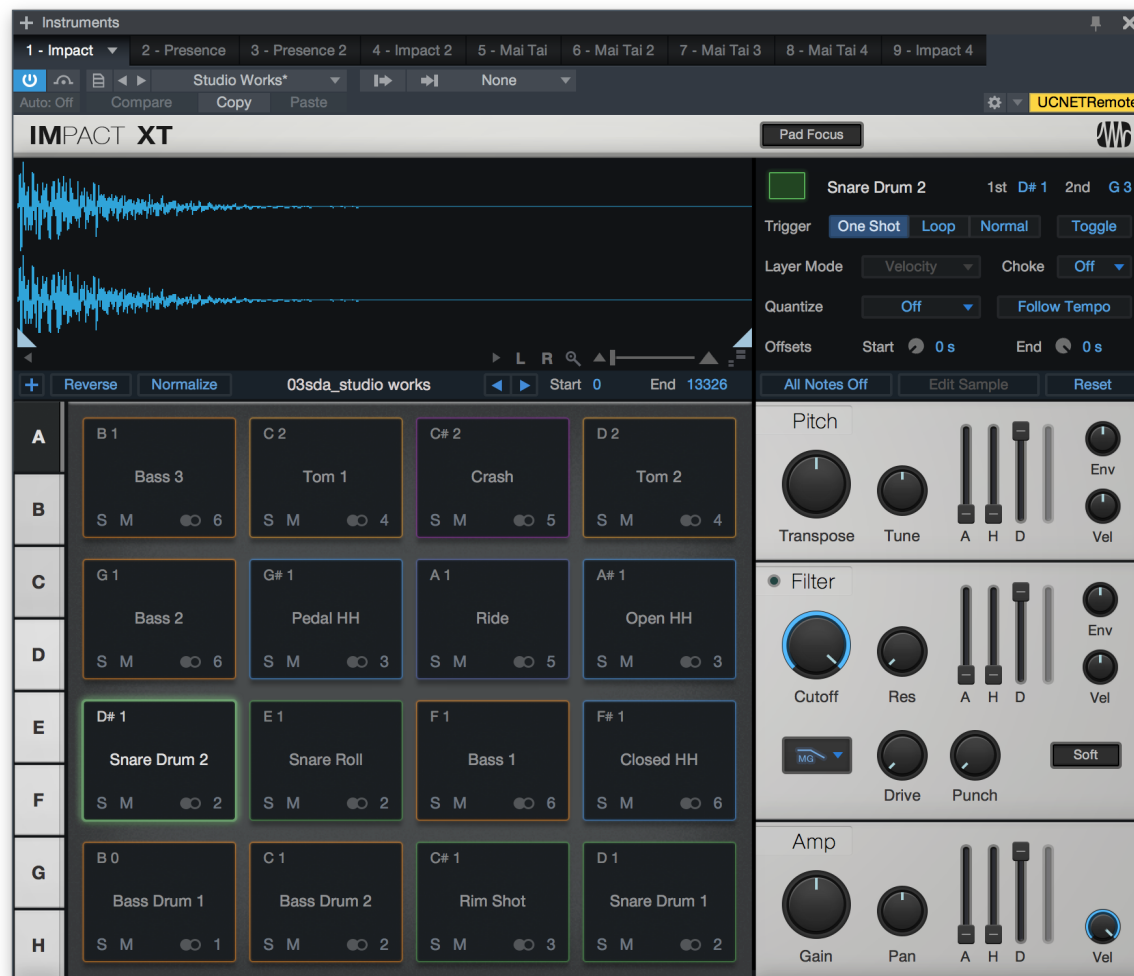 Instruments
1 - Impact 2 - Presence 3 - Presence 2 4 - Impact 2 5 - Mai Tai 6 - Mai Tai 2 7 - Mai Tai 3 8 - Mai Tai 4 9 - Impact 4
Studio Works* None
Auto: Off Compare Copy Paste UCNETRemote
IMPACT XT Pad Focus
Snare Drum 2 1st D# 1 2nd G 3
Trigger One Shot Loop Normal Toggle
Layer Mode Velocity Choke Off
Quantize Off Follow Tempo
Offsets Start 0 s End 0 s
L R
Reverse Normalize 03sda_studio works Start 0 End 13326 All Notes Off Edit Sample Reset
A B C D E F G H
B 1 C 2 C# 2 D 2
Bass 3 Tom 1 Crash Tom 2
S M 6 S M 4 S M 5 S M 4
G 1 G# 1 A 1 A# 1
Bass 2 Pedal HH Ride Open HH
S M 6 S M 3 S M 5 S M 3
D# 1 E 1 F 1 F# 1
Snare Drum 2 Snare Roll Bass 1 Closed HH
S M 2 S M 2 S M 6 S M 6
B 0 C 1 C# 1 D 1
Bass Drum 1 Bass Drum 2 Rim Shot Snare Drum 1
S M 1 S M 2 S M 3 S M 2
Pitch
Env
Transpose Tune A H D Vel
Filter
Env
Cutoff Res A H D Vel
MG Soft
Drive Punch
Amp
Gain Pan A H D Vel